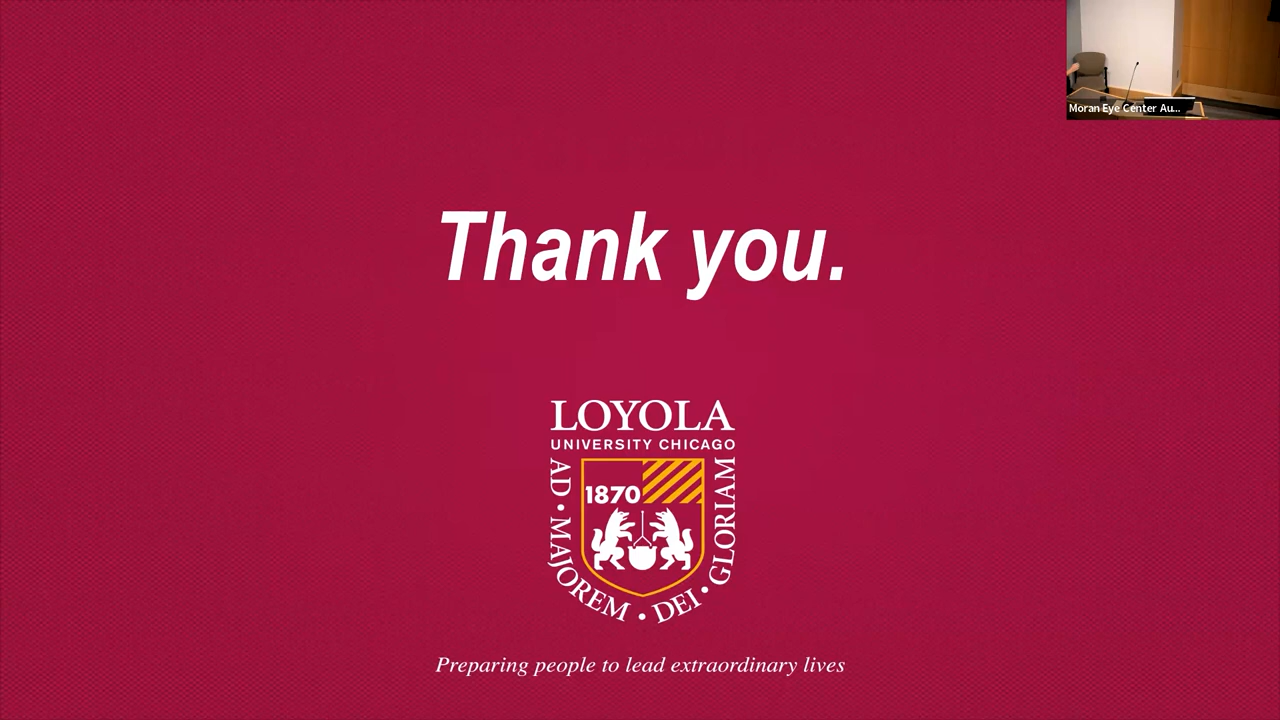 Moran Eye Center Au...
Thank you.
LOYOLA
UNIVERSITY CHICAGO
1870
AD • MAJOREM • DEI • GLORIAM
Preparing people to lead extraordinary lives